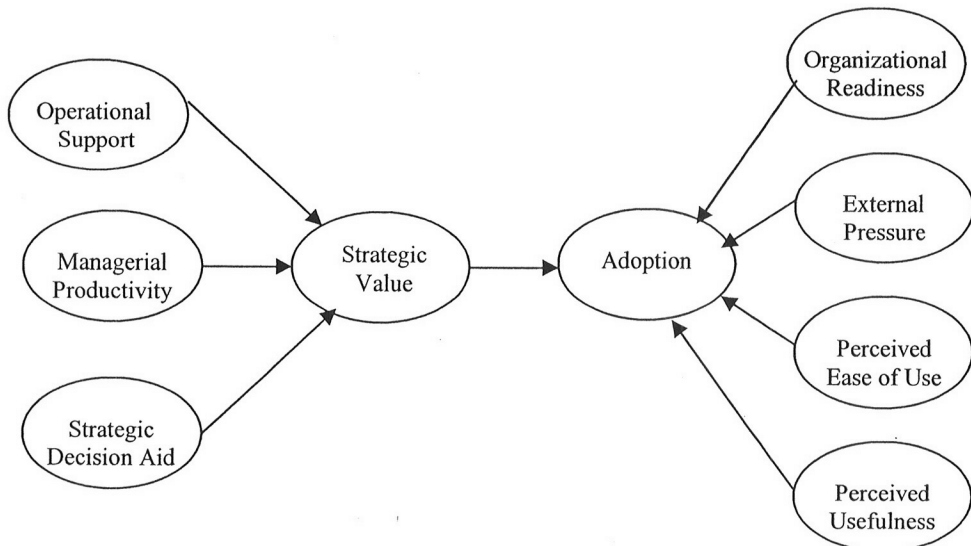 Operational
Support
Managerial
Productivity
Strategic
Decision Aid
Strategic
Value
Adoption
Organizational
Readiness
External
Pressure
Perceived
Ease of Use
Perceived
Usefulness